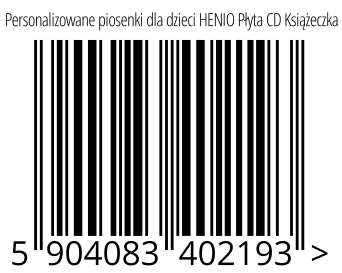 Personalizowane piosenki dla dzieci HENIO Płyta CD Książeczka
5 904083 402193 >